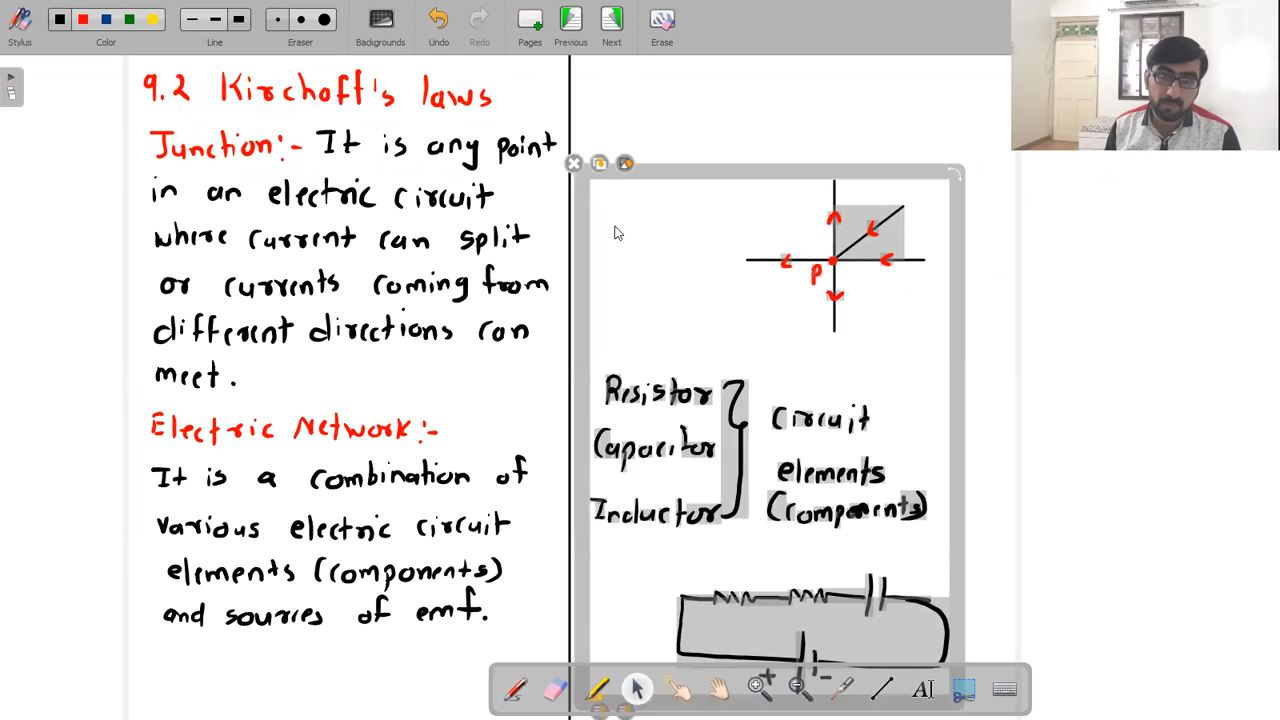 Stylus
Color
Line
Eraser
Backgrounds
Undo
Redo
Pages
Previous
Next
Erase
9.2 Kirchoff's laws
Junction:- It is any point
in an electric circuit
where current can split
or currents coming from
different directions can
meet.
Electric Network:-
It is a combination of
various electric circuit
elements (components)
and sources of emf.
P
Resistor
Capacitor
Inductor
Circuit
elements
(components)
+ -